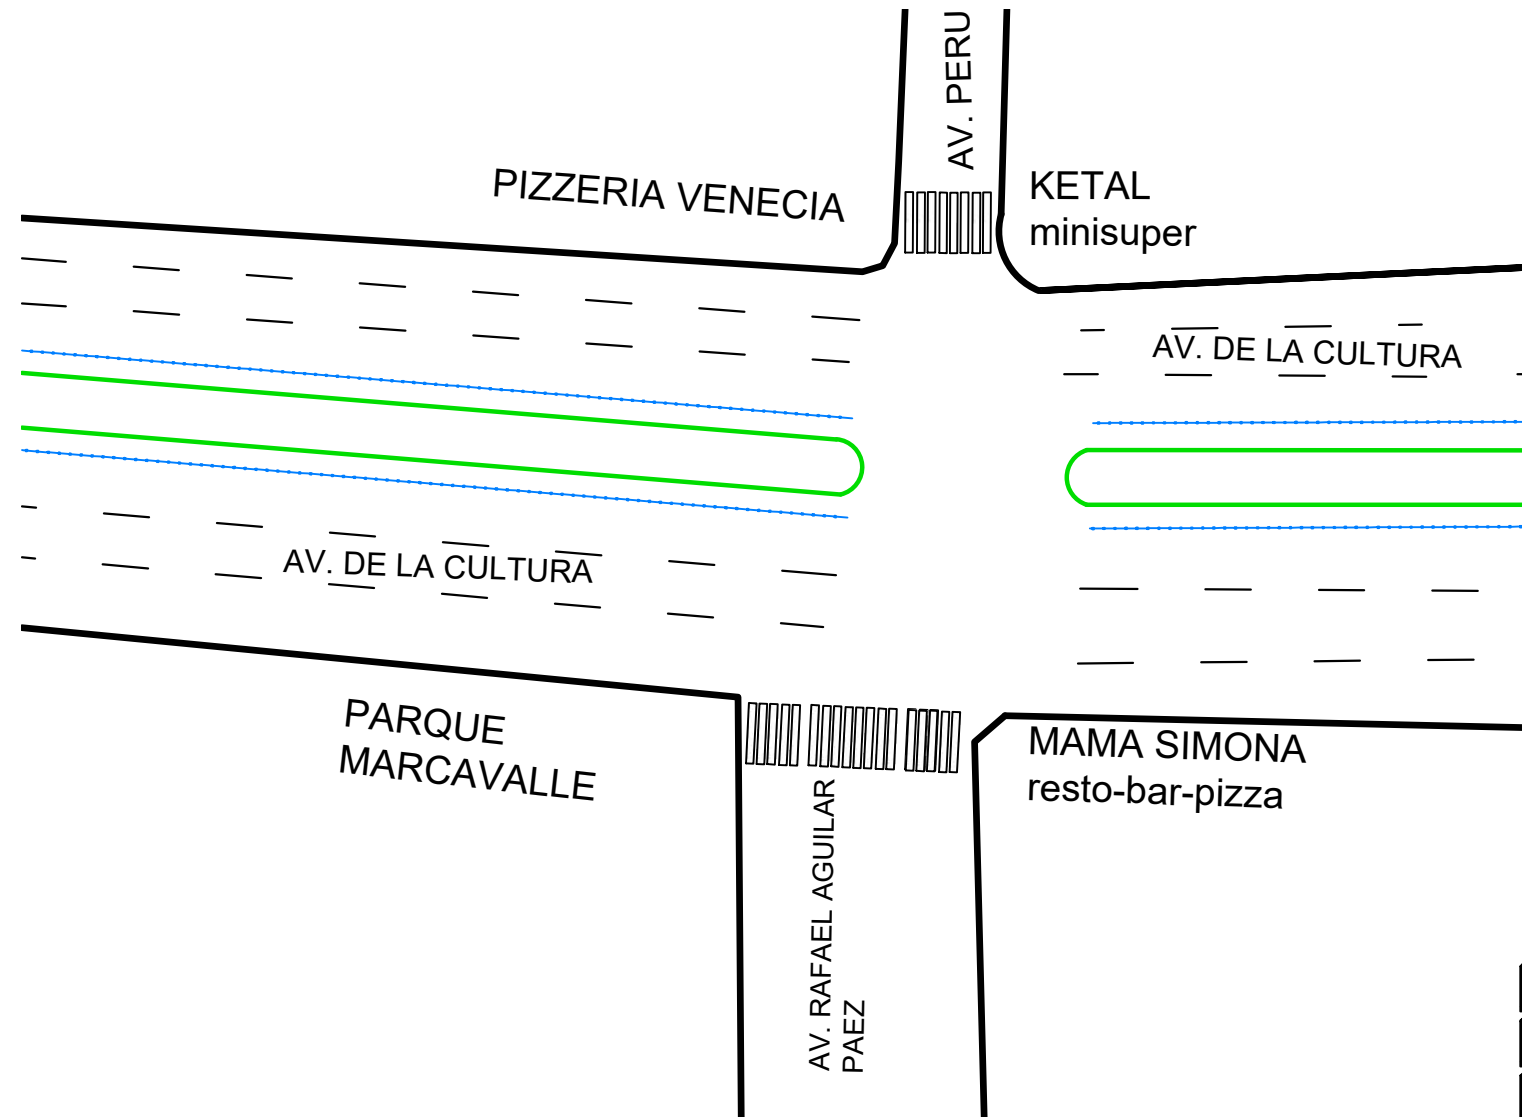 AV. PERU
PIZZERIA VENECIA
KETAL
minisuper
AV. DE LA CULTURA
AV. DE LA CULTURA
PARQUE
MARCAVALLE
MAMA SIMONA
resto-bar-pizza
AV. RAFAEL AGUILAR
PAEZ